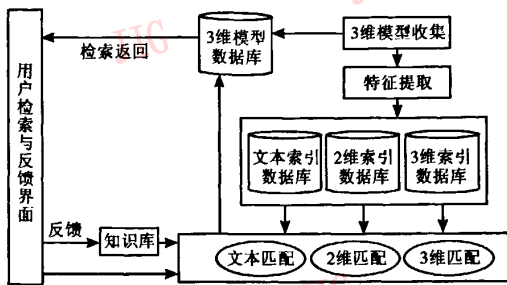 3维模型
数据库
3维模型收集
检索返回
特征提取
用户检索与反馈界面
文本索引
数据库
2维索引
数据库
3维索引
数据库
反馈
知识库
文本匹配
2维匹配
3维匹配